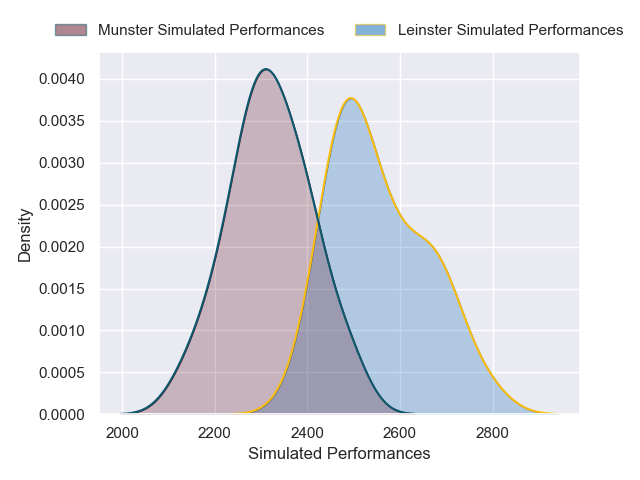 Munster Simulated Performances Leinster Simulated Performances
0.0040
0.0035
0.0030
0.0025
0.0020
0.0015
0.0010
0.0005
0.0000
Density
2000 2200 2400 2600 2800
Simulated Performances